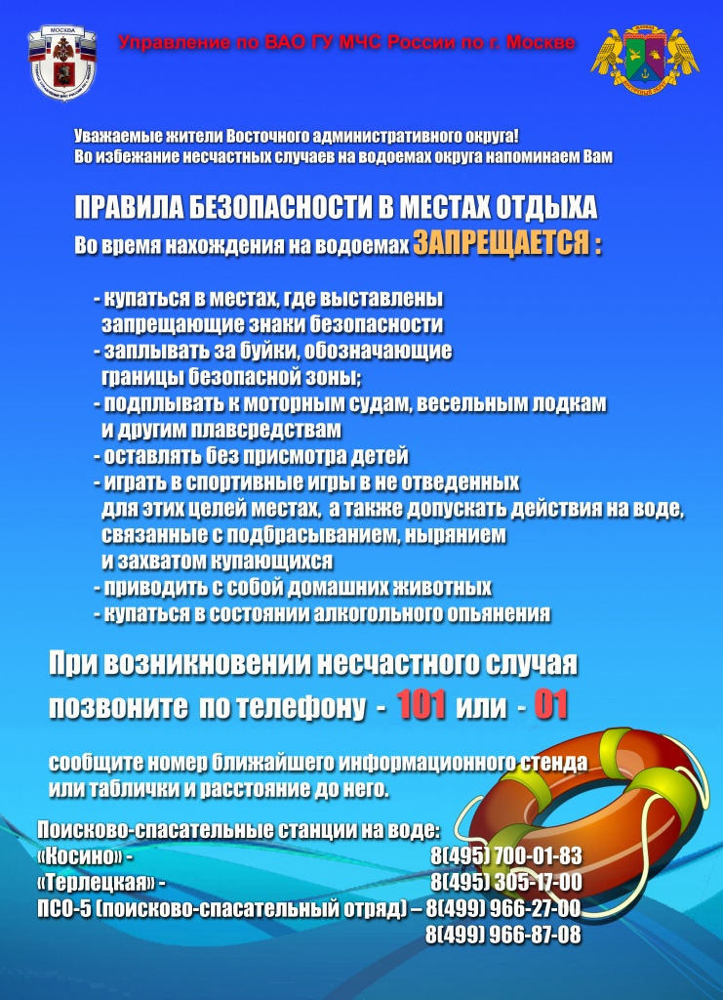 МОСКВА
Управление по ВАО ГУ МЧС России по г. Москве
Уважаемые жители Восточного административного округа!
Во избежание несчастных случаев на водоемах округа напоминаем Вам
ПРАВИЛА БЕЗОПАСНОСТИ В МЕСТАХ ОТДЫХА
Во время нахождения на водоемах ЗАПРЕЩАЕТСЯ :
- купаться в местах, где выставлены
запрещающие знаки безопасности
- заплывать за буйки, обозначающие
границы безопасной зоны;
- подплывать к моторным судам, весельным лодкам
и другим плавсредствам
- оставлять без присмотра детей
- играть в спортивные игры в не отведенных
для этих целей местах, а также допускать действия на воде,
связанные с подбрасыванием, нырянием
и захватом купающихся
- приводить с собой домашних животных
- купаться в состоянии алкогольного опьянения
При возникновении несчастного случая
позвоните по телефону - 101 или - 01
сообщите номер ближайшего информационного стенда
или таблички и расстояние до него.
Поисково-спасательные станции на воде:
«Косино» - 8(495) 700-01-83
«Терлецкая» - 8(495) 305-17-00
ПСО-5 (поисково-спасательный отряд) – 8(499) 966-27-00
8(499) 966-87-08